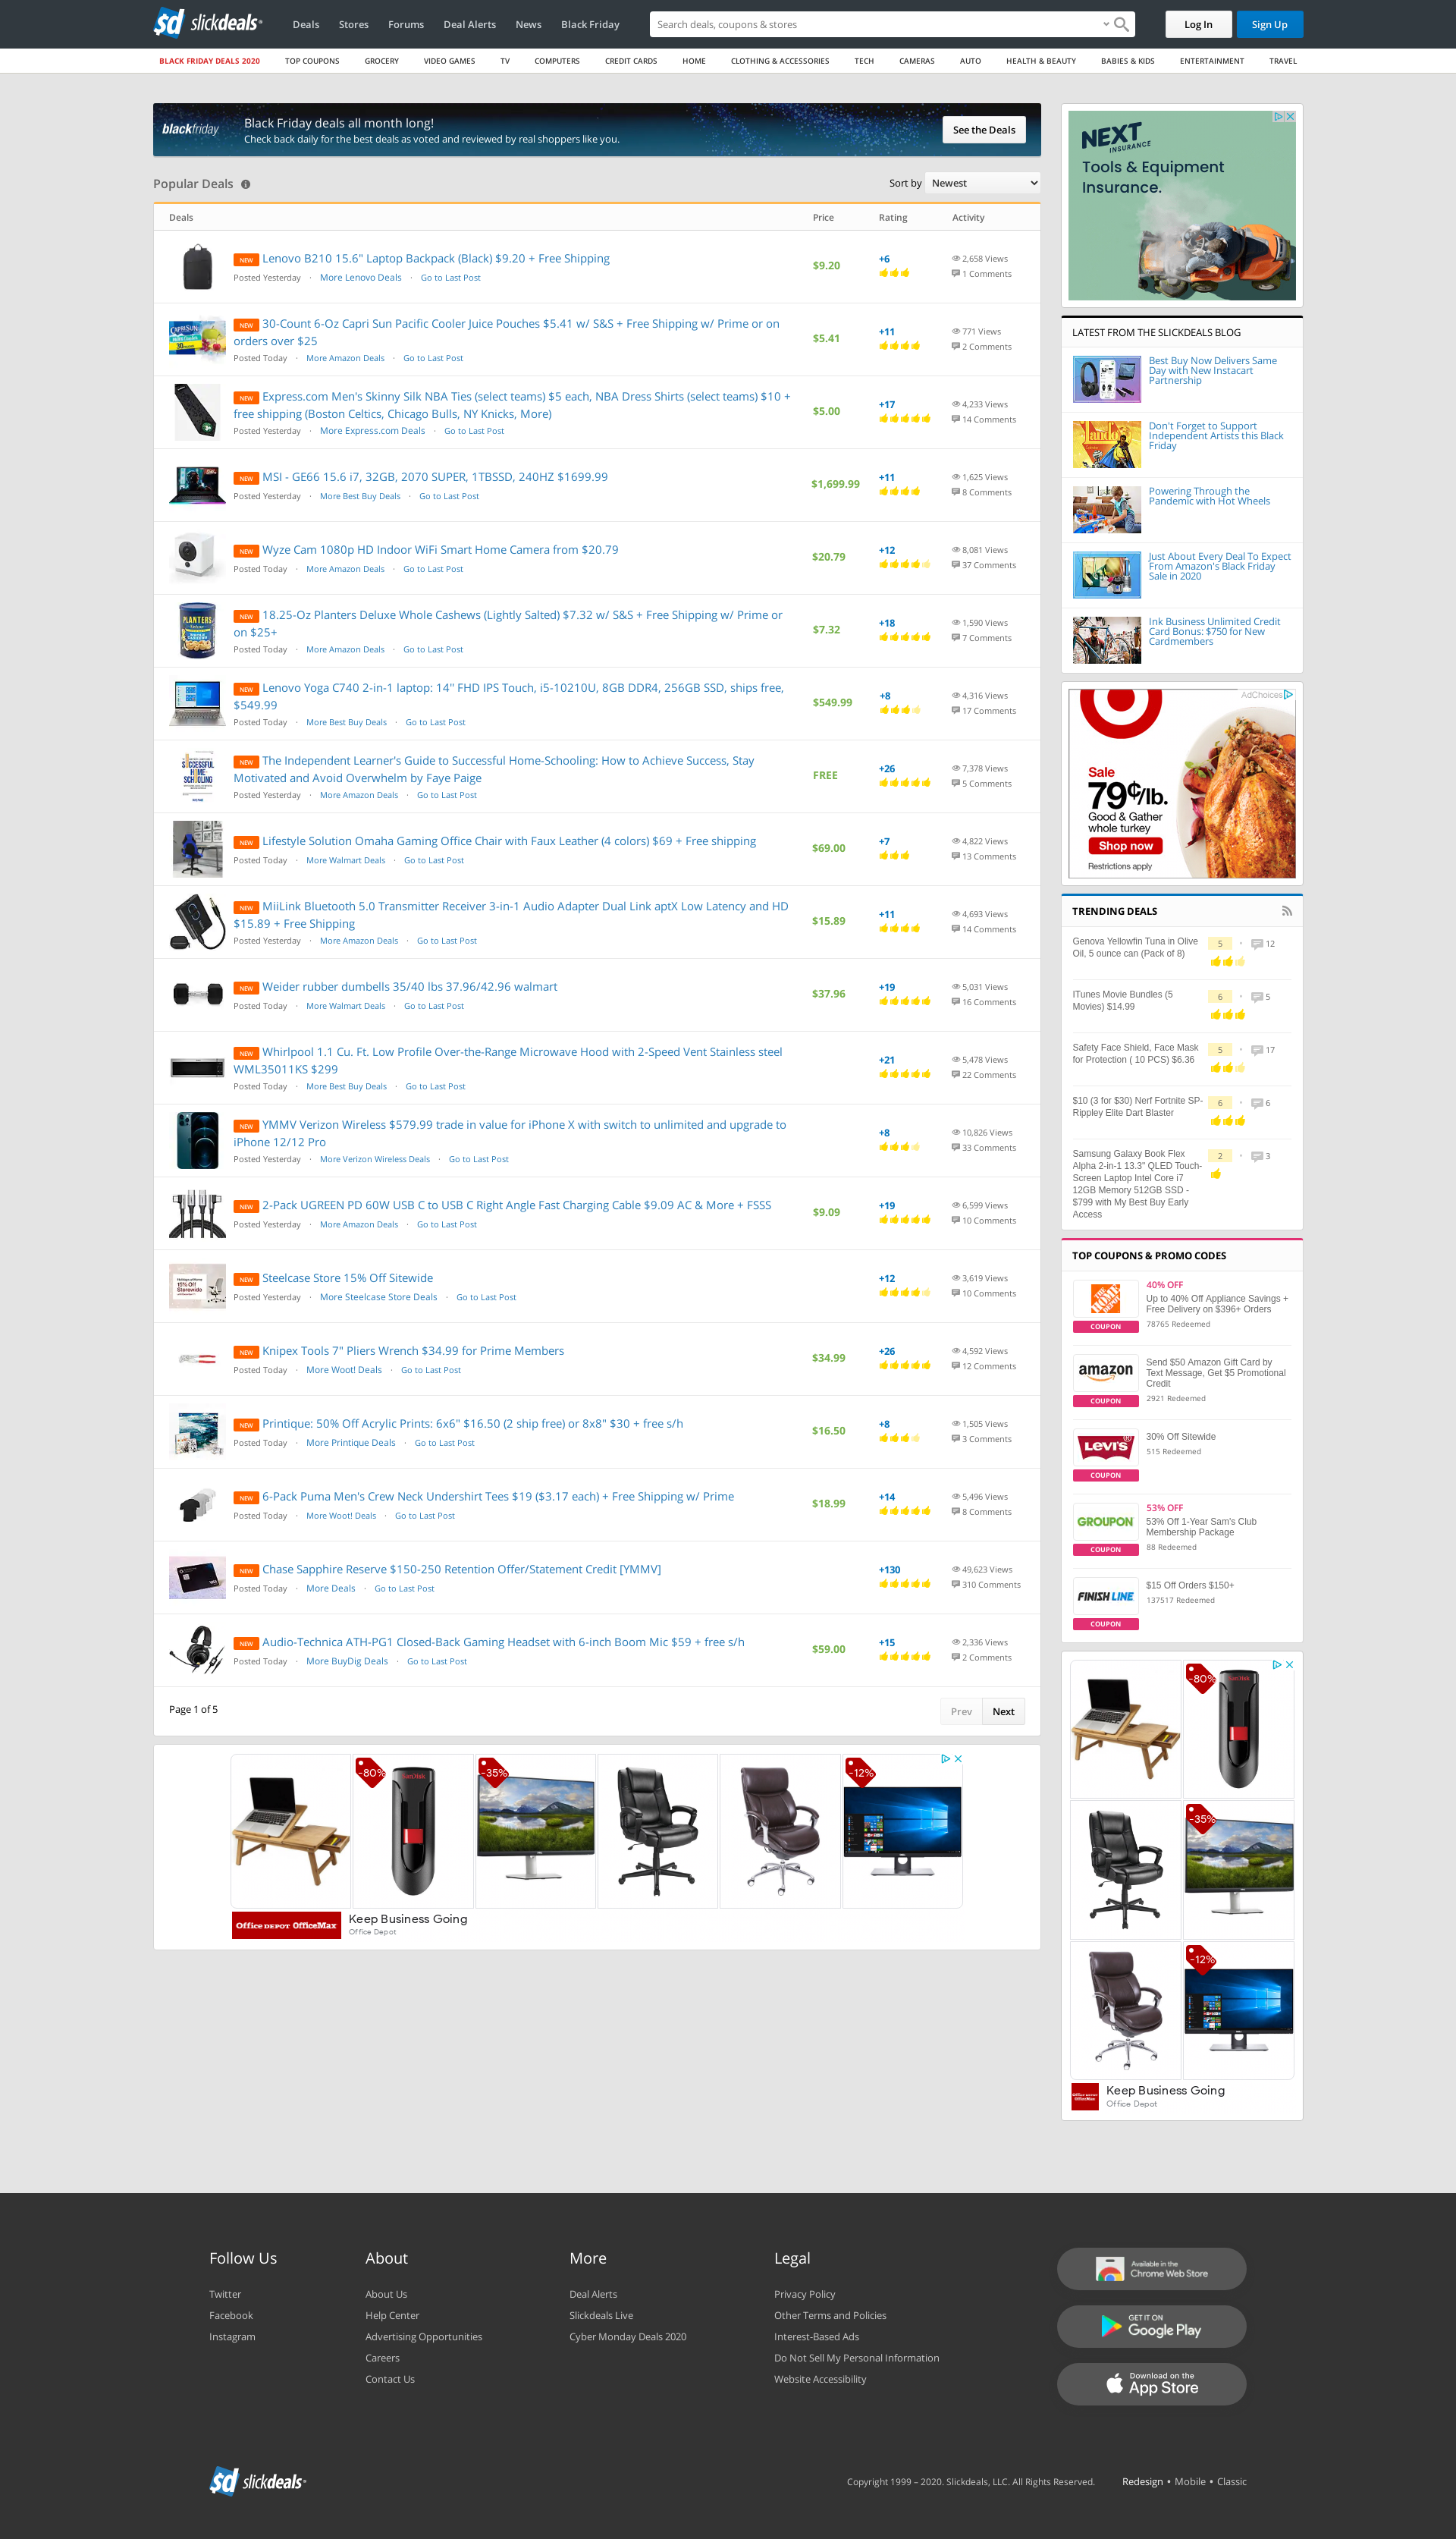 slickdeals
Deals
Stores
Forums
Deal Alerts
News
Black Friday
Search deals, coupons & stores
Log In
Sign Up
BLACK FRIDAY DEALS 2020
TOP COUPONS
GROCERY
VIDEO GAMES
TV
COMPUTERS
CREDIT CARDS
HOME
CLOTHING & ACCESSORIES
TECH
CAMERAS
AUTO
HEALTH & BEAUTY
BABIES & KIDS
ENTERTAINMENT
TRAVEL
blackfriday
Black Friday deals all month long!
Check back daily for the best deals as voted and reviewed by real shoppers like you.
See the Deals
Popular Deals
Sort by Newest
Deals Price Rating Activity
NEW Lenovo B210 15.6" Laptop Backpack (Black) $9.20 + Free Shipping
Posted Yesterday · More Lenovo Deals · Go to Last Post
$9.20
+6
2,658 Views
1 Comments
NEW 30-Count 6-Oz Capri Sun Pacific Cooler Juice Pouches $5.41 w/ S&S + Free Shipping w/ Prime or on
orders over $25
Posted Today · More Amazon Deals · Go to Last Post
$5.41
+11
771 Views
2 Comments
NEW Express.com Men's Skinny Silk NBA Ties (select teams) $5 each, NBA Dress Shirts (select teams) $10 +
free shipping (Boston Celtics, Chicago Bulls, NY Knicks, More)
Posted Yesterday · More Express.com Deals · Go to Last Post
$5.00
+17
4,233 Views
14 Comments
NEW MSI - GE66 15.6 i7, 32GB, 2070 SUPER, 1TBSSD, 240HZ $1699.99
Posted Yesterday · More Best Buy Deals · Go to Last Post
$1,699.99
+11
1,625 Views
8 Comments
NEW Wyze Cam 1080p HD Indoor WiFi Smart Home Camera from $20.79
Posted Today · More Amazon Deals · Go to Last Post
$20.79
+12
8,081 Views
37 Comments
NEW 18.25-Oz Planters Deluxe Whole Cashews (Lightly Salted) $7.32 w/ S&S + Free Shipping w/ Prime or
on $25+
Posted Today · More Amazon Deals · Go to Last Post
$7.32
+18
1,590 Views
7 Comments
NEW Lenovo Yoga C740 2-in-1 laptop: 14'' FHD IPS Touch, i5-10210U, 8GB DDR4, 256GB SSD, ships free,
$549.99
Posted Today · More Best Buy Deals · Go to Last Post
$549.99
+8
4,316 Views
17 Comments
NEW The Independent Learner's Guide to Successful Home-Schooling: How to Achieve Success, Stay
Motivated and Avoid Overwhelm by Faye Paige
Posted Yesterday · More Amazon Deals · Go to Last Post
FREE
+26
7,378 Views
5 Comments
NEW Lifestyle Solution Omaha Gaming Office Chair with Faux Leather (4 colors) $69 + Free shipping
Posted Today · More Walmart Deals · Go to Last Post
$69.00
+7
4,822 Views
13 Comments
NEW MiiLink Bluetooth 5.0 Transmitter Receiver 3-in-1 Audio Adapter Dual Link aptX Low Latency and HD
$15.89 + Free Shipping
Posted Yesterday · More Amazon Deals · Go to Last Post
$15.89
+11
4,693 Views
14 Comments
NEW Weider rubber dumbells 35/40 lbs 37.96/42.96 walmart
Posted Today · More Walmart Deals · Go to Last Post
$37.96
+19
5,031 Views
16 Comments
NEW Whirlpool 1.1 Cu. Ft. Low Profile Over-the-Range Microwave Hood with 2-Speed Vent Stainless steel
WML35011KS $299
Posted Today · More Best Buy Deals · Go to Last Post
+21
5,478 Views
22 Comments
NEW YMMV Verizon Wireless $579.99 trade in value for iPhone X with switch to unlimited and upgrade to
iPhone 12/12 Pro
Posted Yesterday · More Verizon Wireless Deals · Go to Last Post
+8
10,826 Views
33 Comments
NEW 2-Pack UGREEN PD 60W USB C to USB C Right Angle Fast Charging Cable $9.09 AC & More + FSSS
Posted Yesterday · More Amazon Deals · Go to Last Post
$9.09
+19
6,599 Views
10 Comments
NEW Steelcase Store 15% Off Sitewide
Posted Yesterday · More Steelcase Store Deals · Go to Last Post
+12
3,619 Views
10 Comments
NEW Knipex Tools 7" Pliers Wrench $34.99 for Prime Members
Posted Today · More Woot! Deals · Go to Last Post
$34.99
+26
4,592 Views
12 Comments
NEW Printique: 50% Off Acrylic Prints: 6x6" $16.50 (2 ship free) or 8x8" $30 + free s/h
Posted Today · More Printique Deals · Go to Last Post
$16.50
+8
1,505 Views
3 Comments
NEW 6-Pack Puma Men's Crew Neck Undershirt Tees $19 ($3.17 each) + Free Shipping w/ Prime
Posted Today · More Woot! Deals · Go to Last Post
$18.99
+14
5,496 Views
8 Comments
NEW Chase Sapphire Reserve $150-250 Retention Offer/Statement Credit [YMMV]
Posted Today · More Deals · Go to Last Post
+130
49,623 Views
310 Comments
NEW Audio-Technica ATH-PG1 Closed-Back Gaming Headset with 6-inch Boom Mic $59 + free s/h
Posted Today · More BuyDig Deals · Go to Last Post
$59.00
+15
2,336 Views
2 Comments
Page 1 of 5
Prev
Next
-80%
-35%
-12%
Office DEPOT OfficeMax
Keep Business Going
Office Depot
NEXT
INSURANCE
Tools & Equipment
Insurance.
LATEST FROM THE SLICKDEALS BLOG
Best Buy Now Delivers Same
Day with New Instacart
Partnership
Don't Forget to Support
Independent Artists this Black
Friday
Powering Through the
Pandemic with Hot Wheels
Just About Every Deal To Expect
From Amazon's Black Friday
Sale in 2020
Ink Business Unlimited Credit
Card Bonus: $750 for New
Cardmembers
AdChoices
Sale
79¢/lb.
Good & Gather
whole turkey
Shop now
Restrictions apply
TRENDING DEALS
Genova Yellowfin Tuna in Olive
Oil, 5 ounce can (Pack of 8)
5 • 12
ITunes Movie Bundles (5
Movies) $14.99
6 • 5
Safety Face Shield, Face Mask
for Protection ( 10 PCS) $6.36
5 • 17
$10 (3 for $30) Nerf Fortnite SP-
Rippley Elite Dart Blaster
6 • 6
Samsung Galaxy Book Flex
Alpha 2-in-1 13.3" QLED Touch-
Screen Laptop Intel Core i7
12GB Memory 512GB SSD -
$799 with My Best Buy Early
Access
2 • 3
TOP COUPONS & PROMO CODES
THE HOME DEPOT
COUPON
40% OFF
Up to 40% Off Appliance Savings +
Free Delivery on $396+ Orders
78765 Redeemed
amazon
COUPON
Send $50 Amazon Gift Card by
Text Message, Get $5 Promotional
Credit
2921 Redeemed
LEVI'S
COUPON
30% Off Sitewide
515 Redeemed
GROUPON
COUPON
53% OFF
53% Off 1-Year Sam's Club
Membership Package
88 Redeemed
FINISH LINE
COUPON
$15 Off Orders $150+
137517 Redeemed
-80%
-35%
-12%
Keep Business Going
Office Depot
Follow Us
Twitter
Facebook
Instagram
About
About Us
Help Center
Advertising Opportunities
Careers
Contact Us
More
Deal Alerts
Slickdeals Live
Cyber Monday Deals 2020
Legal
Privacy Policy
Other Terms and Policies
Interest-Based Ads
Do Not Sell My Personal Information
Website Accessibility
Available in the
Chrome Web Store
GET IT ON
Google Play
Download on the
App Store
slickdeals
Copyright 1999 – 2020. Slickdeals, LLC. All Rights Reserved.
Redesign • Mobile • Classic